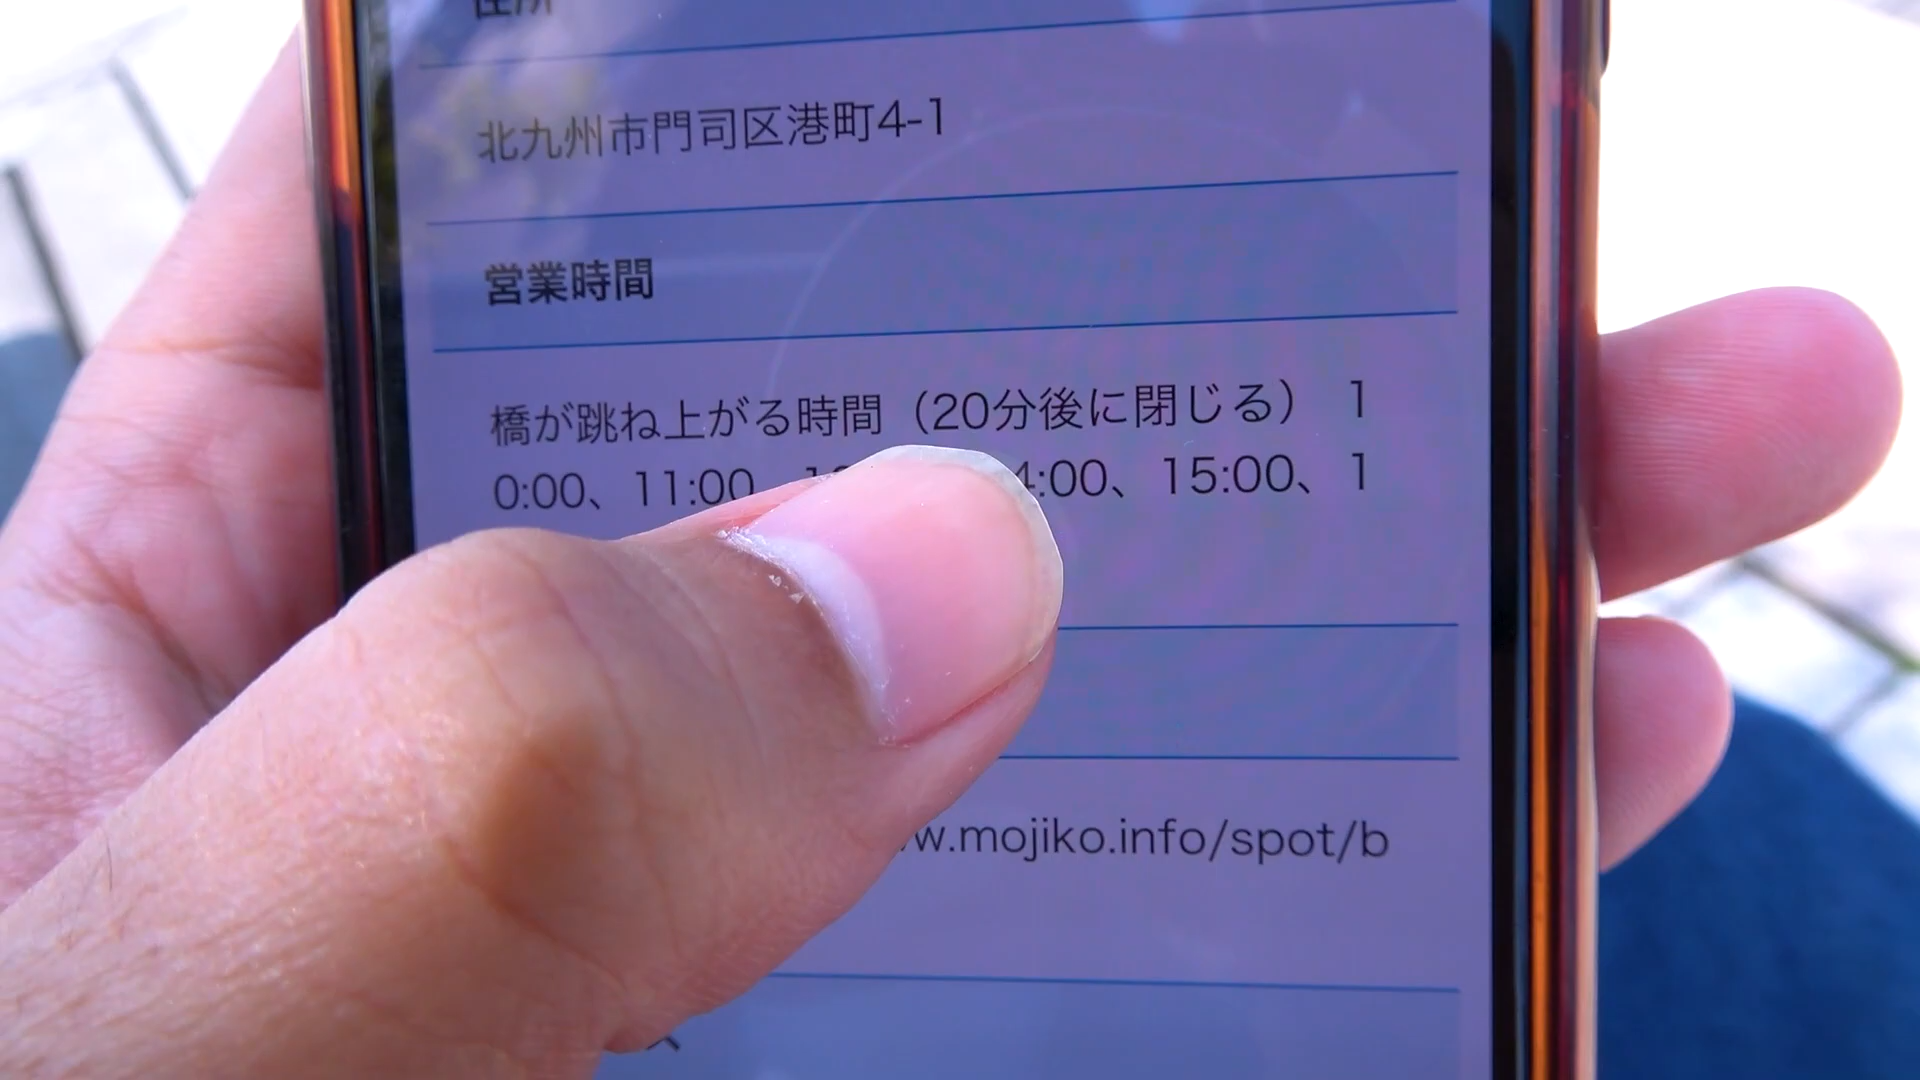 住所
北九州市門司区港町4-1
営業時間
橋が跳ね上がる時間（20分後に閉じる） 1
0:00、11:00 4:00、15:00、1
w.mojiko.info/spot/b